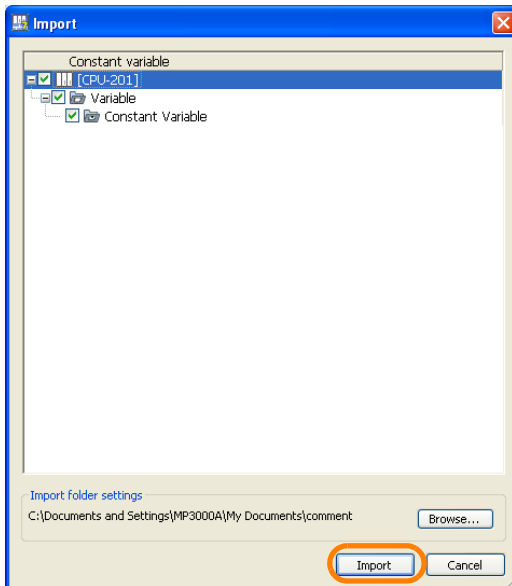 Import
Constant variable
[CPU-201]
Variable
Constant Variable
Import folder settings
C:\Documents and Settings\MP3000A\My Documents\comment
Browse...
Import
Cancel